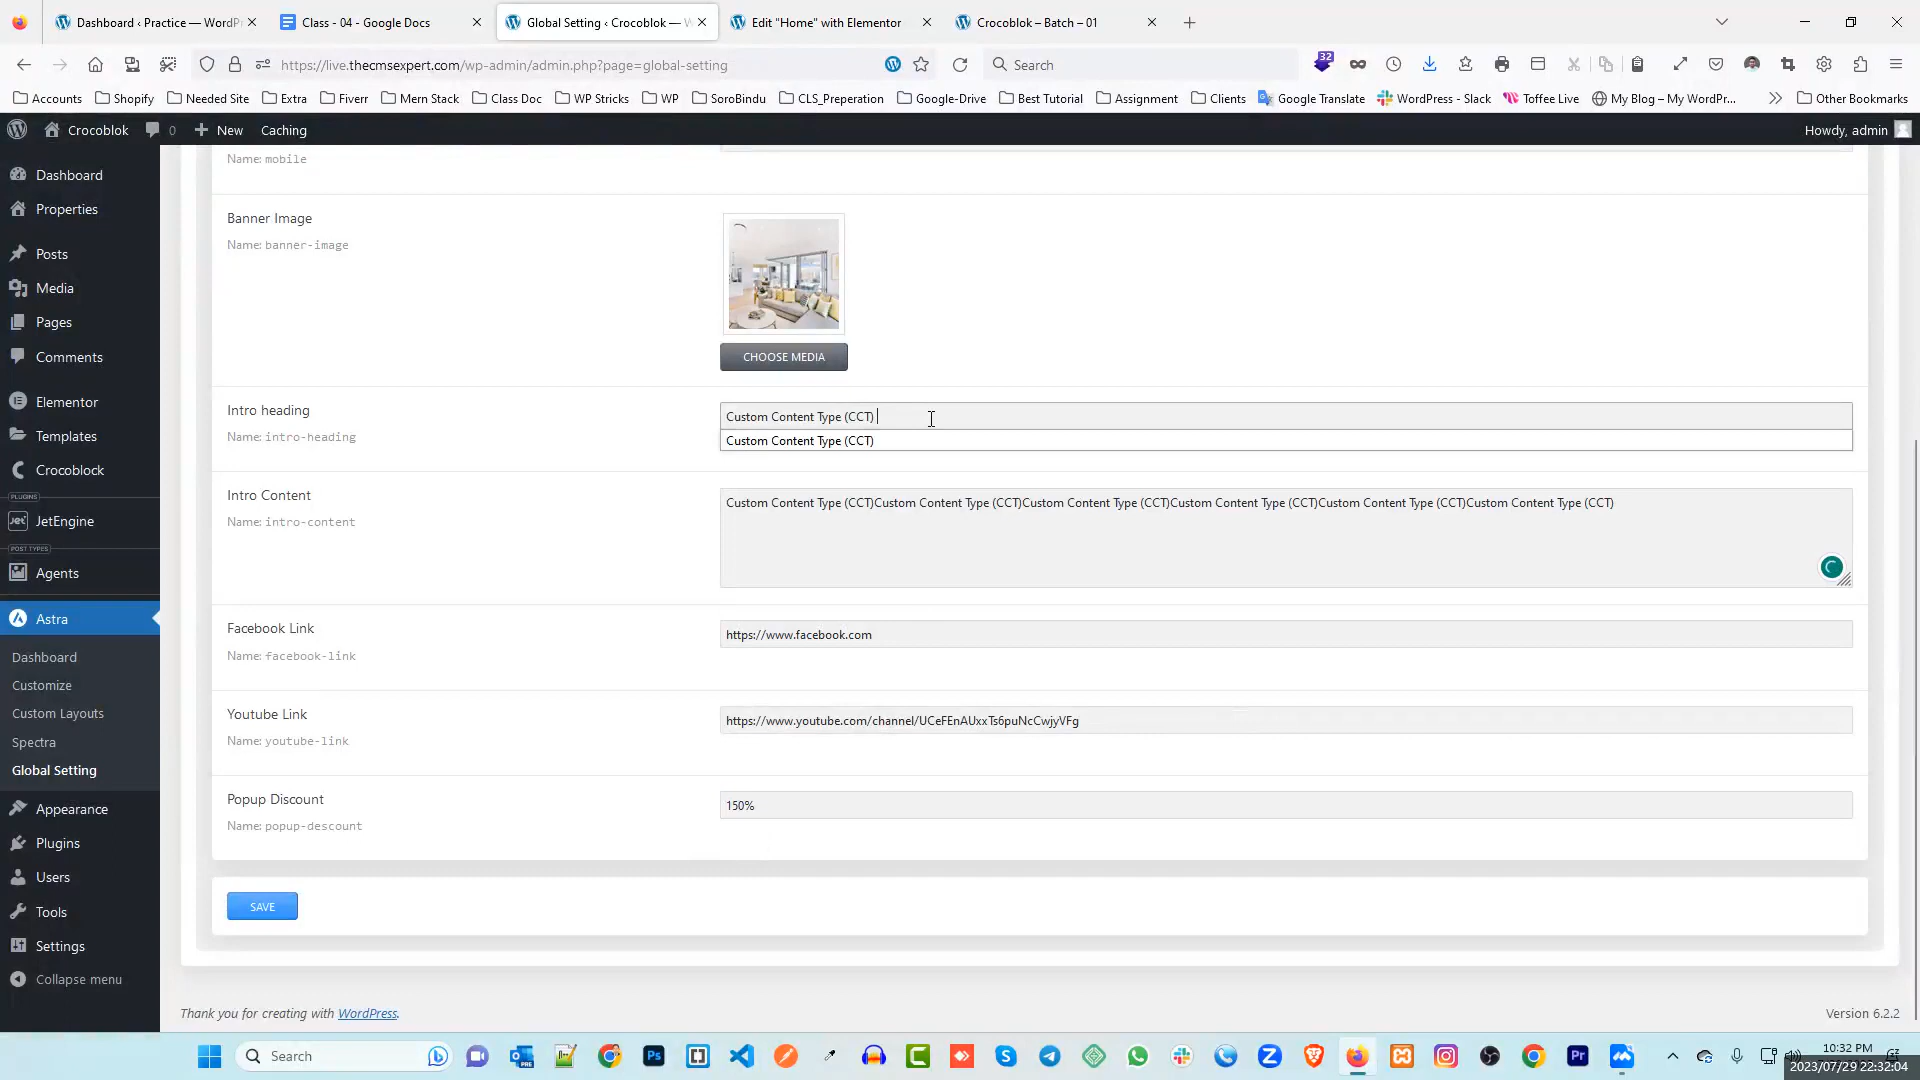 Dashboard ‹ Practice — WordPr
Class - 04 - Google Docs
Global Setting ‹ Crocoblok — W
Edit "Home" with Elementor
Crocoblok – Batch – 01
https://live.thecmsexpert.com/wp-admin/admin.php?page=global-setting
Search
32
Accounts
Shopify
Needed Site
Extra
Fiverr
Mern Stack
Class Doc
WP Stricks
WP
SoroBindu
CLS_Preperation
Google-Drive
Best Tutorial
Assignment
Clients
Google Translate
WordPress - Slack
Toffee Live
My Blog – My WordPr...
Other Bookmarks
Crocoblok
0
New
Caching
Howdy, admin
Dashboard
Properties
Posts
Media
Pages
Comments
Elementor
Templates
Crocoblock
PLUGINS
JetEngine
POST TYPES
Agents
Astra
Dashboard
Customize
Custom Layouts
Spectra
Global Setting
Appearance
Plugins
Users
Tools
Settings
Collapse menu
Name: mobile
Banner Image
Name: banner-image
CHOOSE MEDIA
Intro heading
Name: intro-heading
Custom Content Type (CCT)
Custom Content Type (CCT)
Intro Content
Name: intro-content
Custom Content Type (CCT)Custom Content Type (CCT)Custom Content Type (CCT)Custom Content Type (CCT)Custom Content Type (CCT)Custom Content Type (CCT)
Facebook Link
Name: facebook-link
https://www.facebook.com
Youtube Link
Name: youtube-link
https://www.youtube.com/channel/UCeFEnAUxxTs6puNcCwjyVFg
Popup Discount
Name: popup-descount
150%
SAVE
Thank you for creating with WordPress.
Version 6.2.2
Search
10:32 PM
2023/07/29 22:32:04